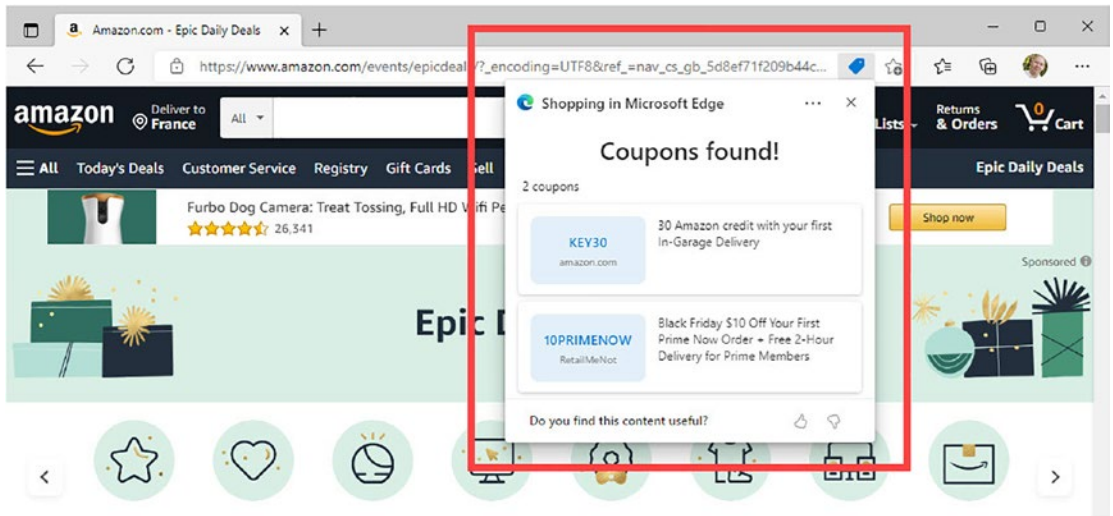 Amazon.com - Epic Daily Deals
https://www.amazon.com/events/epicdeals/?_encoding=UTF8&ref_=nav_cs_gb_5d8ef71f209b44c...
Shopping in Microsoft Edge
amazon
Deliver to
France
All
Lists
Returns
& Orders
0
Cart
Coupons found!
All
Today's Deals
Customer Service
Registry
Gift Cards
Sell
Epic Daily Deals
2 coupons
Furbo Dog Camera: Treat Tossing, Full HD Wifi Pe
26,341
Shop now
KEY30
amazon.com
30 Amazon credit with your first
In-Garage Delivery
Sponsored
Epic
10PRIMENOW
RetailMeNot
Black Friday $10 Off Your First
Prime Now Order + Free 2-Hour
Delivery for Prime Members
Do you find this content useful?